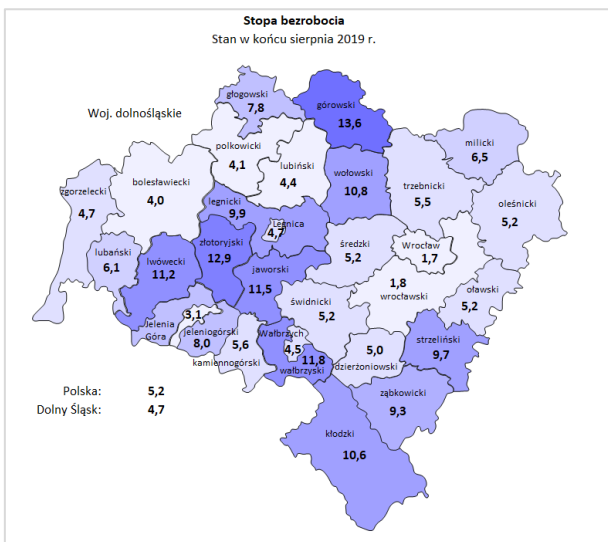 Stopa bezrobocia
Stan w końcu sierpnia 2019 r.
Woj. dolnośląskie
głogowski
7,8
górowski
13,6
polkowicki
4,1
lubiński
4,4
milicki
6,5
zgorzelecki
4,7
bolesławiecki
4,0
legnicki
9,9
Legnica
4,7
wołowski
10,8
trzebnicki
5,5
oleśnicki
5,2
lubański
6,1
lwówecki
11,2
złotoryjski
12,9
jaworski
11,5
średzki
5,2
Wrocław
1,7
1,8
wrocławski
oławski
5,2
świdnicki
5,2
Jelenia
Góra
3,1
jeleniogórski
8,0
5,6
kamiennogórski
Wałbrzych
4,5
11,8
wałbrzyski
5,0
dzierżoniowski
strzeliński
9,7
ząbkowicki
9,3
kłodzki
10,6
Polska: 5,2
Dolny Śląsk: 4,7